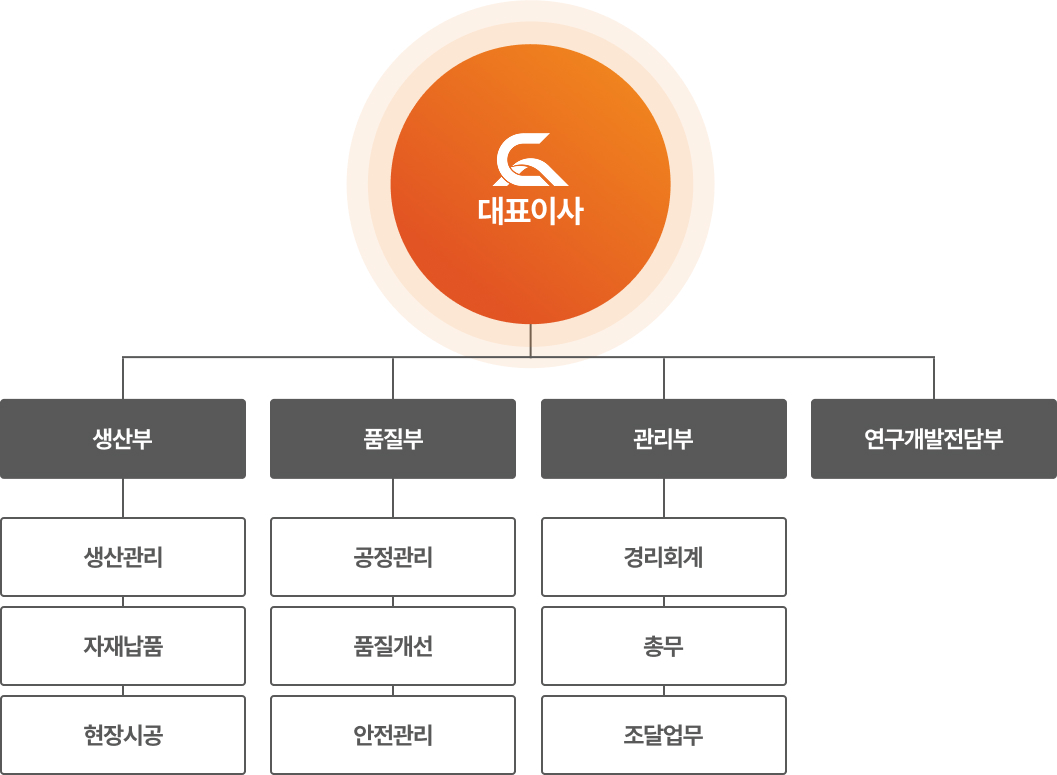 대표이사
생산부
품질부
관리부
연구개발전담부
생산관리
공정관리
경리회계
자재납품
품질개선
총무
현장시공
안전관리
조달업무